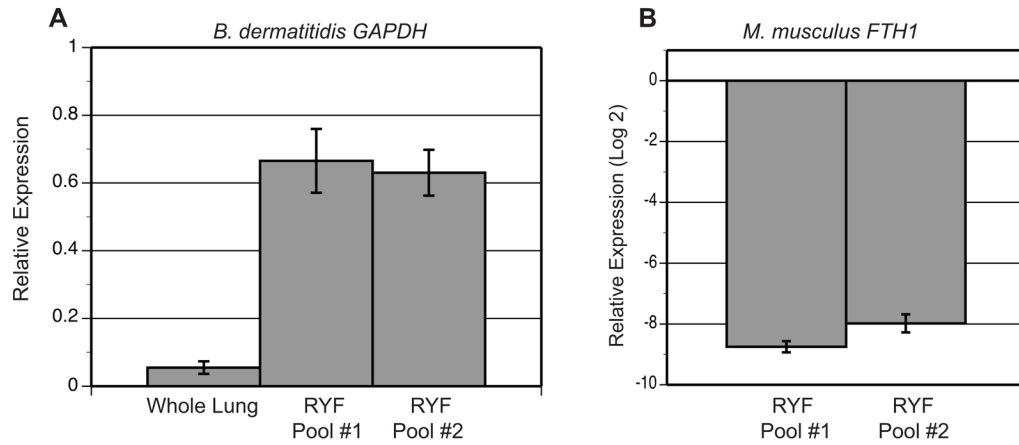 A
B. dermatitidis GAPDH
Relative Expression
1
0.8
0.6
0.4
0.2
0
Whole Lung
RYF
Pool #1
RYF
Pool #2
B
M. musculus FTH1
Relative Expression (Log 2)
0
-2
-4
-6
-8
-10
RYF
Pool #1
RYF
Pool #2